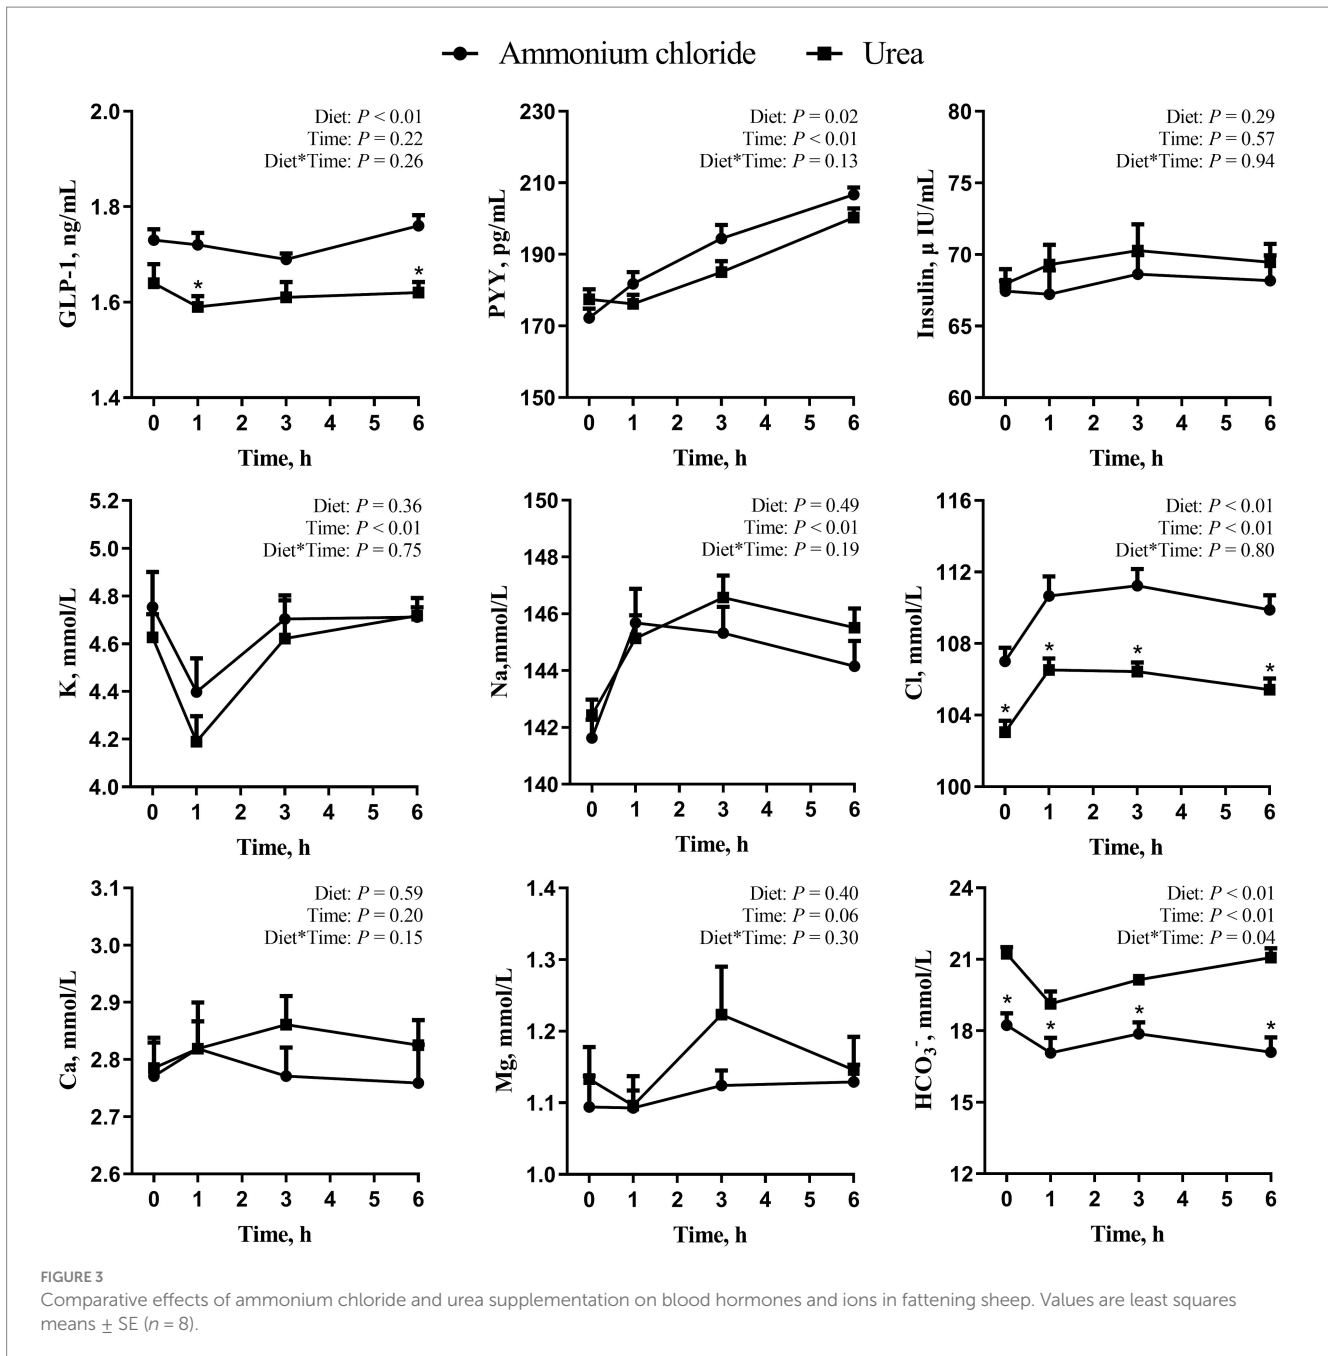 Ammonium chloride   Urea
Diet: P < 0.01
Time: P = 0.22
Diet*Time: P = 0.26
GLP-1, ng/mL
2.0
1.8
1.6
1.4
*
*
0 1 2 3 4 5 6
Time, h
Diet: P = 0.02
Time: P < 0.01
Diet*Time: P = 0.13
PYY, pg/mL
230
210
190
170
150
0 1 2 3 4 5 6
Time, h
Diet: P = 0.29
Time: P = 0.57
Diet*Time: P = 0.94
Insulin, μ IU/mL
80
75
70
65
60
0 1 2 3 4 5 6
Time, h
Diet: P = 0.36
Time: P < 0.01
Diet*Time: P = 0.75
K, mmol/L
5.2
5.0
4.8
4.6
4.4
4.2
4.0
0 1 2 3 4 5 6
Time, h
Diet: P = 0.49
Time: P < 0.01
Diet*Time: P = 0.19
Na,mmol/L
150
148
146
144
142
140
0 1 2 3 4 5 6
Time, h
Diet: P < 0.01
Time: P < 0.01
Diet*Time: P = 0.80
Cl, mmol/L
116
112
108
104
100
* * * *
0 1 2 3 4 5 6
Time, h
Diet: P = 0.59
Time: P = 0.20
Diet*Time: P = 0.15
Ca, mmol/L
3.1
3.0
2.9
2.8
2.7
2.6
0 1 2 3 4 5 6
Time, h
Diet: P = 0.40
Time: P = 0.06
Diet*Time: P = 0.30
Mg, mmol/L
1.4
1.3
1.2
1.1
1.0
0 1 2 3 4 5 6
Time, h
Diet: P < 0.01
Time: P < 0.01
Diet*Time: P = 0.04
HCO₃⁻, mmol/L
24
21
18
15
12
* * * *
0 1 2 3 4 5 6
Time, h
FIGURE 3
Comparative effects of ammonium chloride and urea supplementation on blood hormones and ions in fattening sheep. Values are least squares
means ± SE (n = 8).